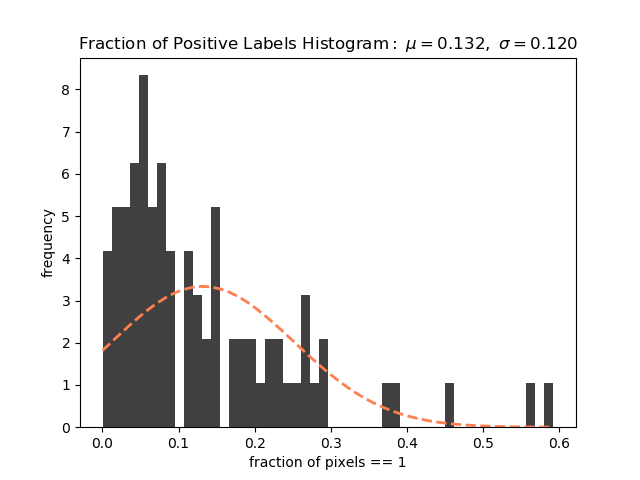 Fraction of Positive Labels Histogram: μ = 0.132, σ = 0.120
frequency
8
7
6
5
4
3
2
1
0
0.0 0.1 0.2 0.3 0.4 0.5 0.6
fraction of pixels == 1